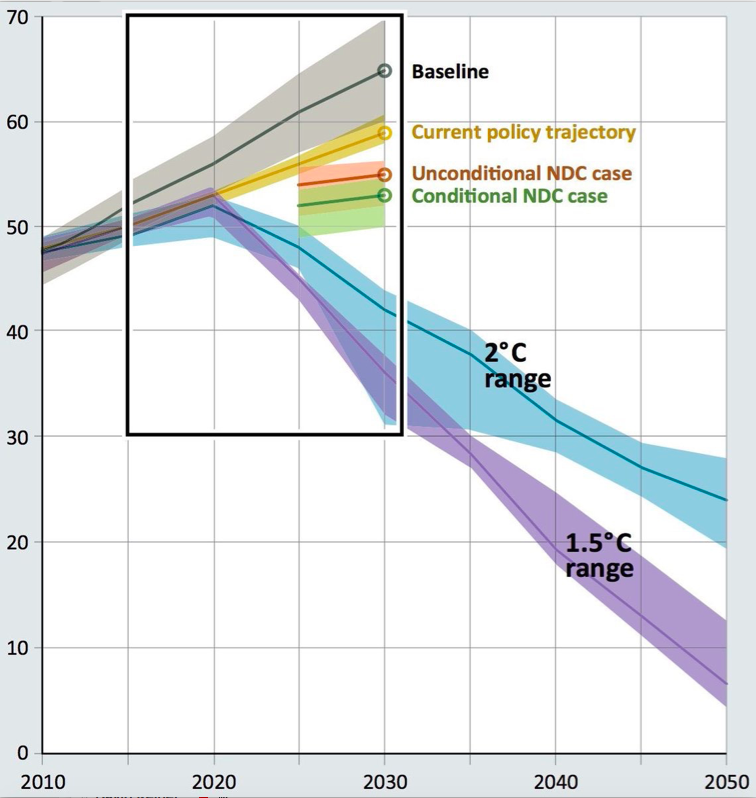 70
Baseline
60
Current policy trajectory
Unconditional NDC case
Conditional NDC case
50
40
2°C
range
30
20
1.5°C
range
10
0
2010
2020
2030
2040
2050